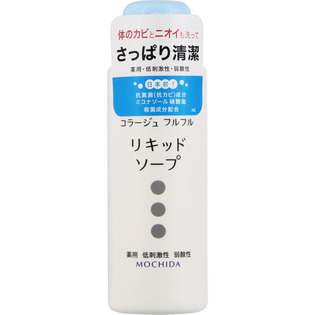 体のカビとニオイも洗って
さっぱり清潔
薬用・低刺激性・弱酸性
日本初！
抗真菌(抗カビ)成分
ミコナゾール硝酸塩
殺菌成分配合
コラージュ フルフル
リキッド
ソープ
薬用 低刺激性 弱酸性
MOCHIDA